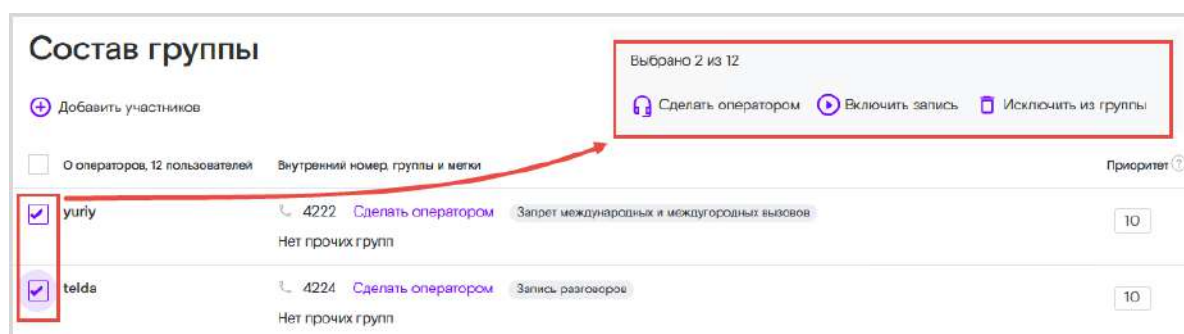 Состав группы
Выбрано 2 из 12
Добавить участников
Сделать оператором Включить запись Исключить из группы
О операторов, 12 пользователей Внутренний номер, группы и метки Приоритет ?
yuriy 4222 Сделать оператором Запрет международных и междугородных вызовов 10
Нет прочих групп
telda 4224 Сделать оператором Запись разговоров 10
Нет прочих групп